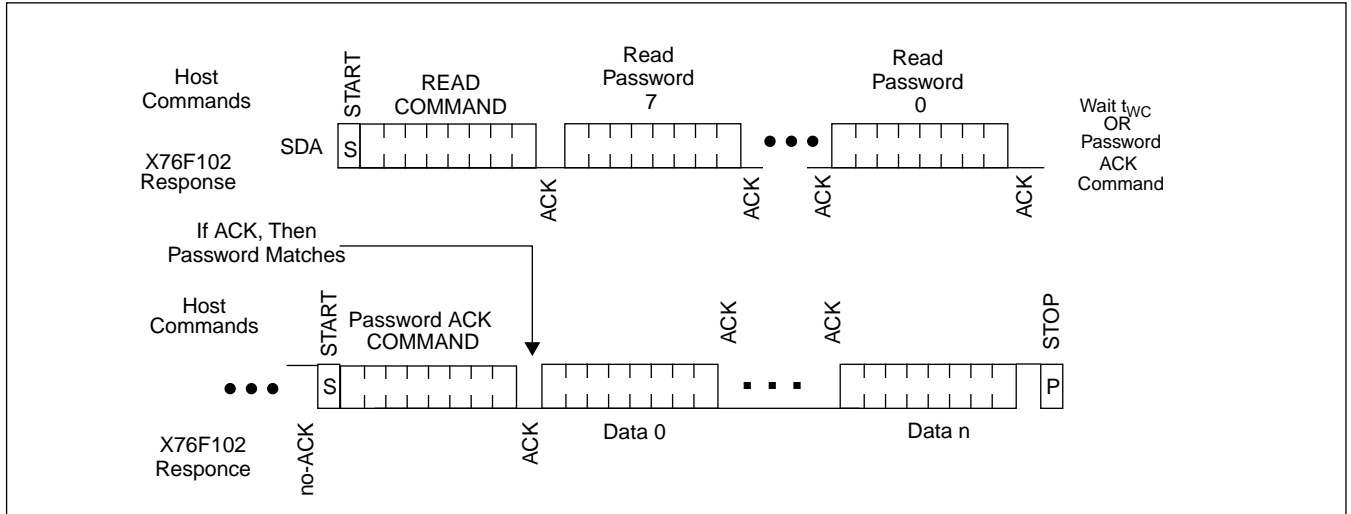 Host
Commands
START
READ
COMMAND
Read
Password
7
Read
Password
0
Wait tWC
OR
Password
ACK
Command
SDA
S
X76F102
Response
ACK
ACK
ACK
ACK
If ACK, Then
Password Matches
Host
Commands
START
Password ACK
COMMAND
ACK
ACK
STOP
S
P
X76F102
Responce
no-ACK
ACK
Data 0
Data n